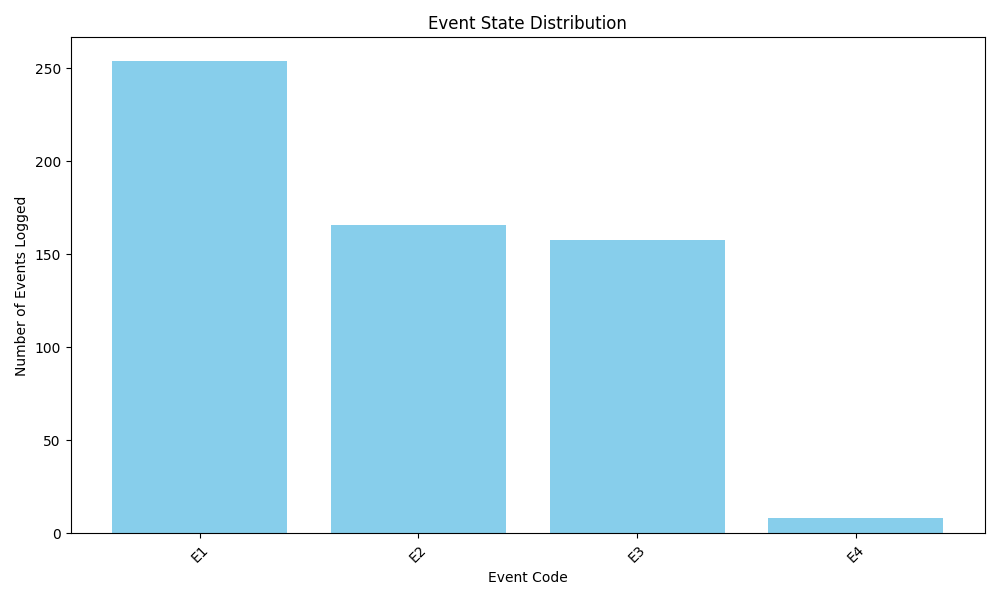 Event State Distribution
Number of Events Logged
250
200
150
100
50
0
E1
E2
E3
E4
Event Code